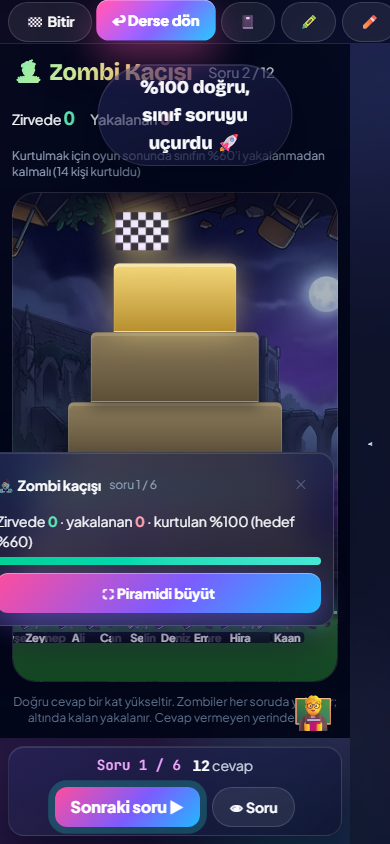 Bitir
Derse dön
Zombi Kaçışı Soru 2 / 12
%100 doğru,
sınıf soruyu
uçurdu 🚀
Zirvede 0 Yakalanan 0
Kurtulmak için oyun sonunda sınıfın %60'i yakalanmadan
kalmalı (14 kişi kurtuldu)
Zombi kaçışı soru 1 / 6
Zirvede 0 · yakalanan 0 · kurtulan %100 (hedef
%60)
Piramidi büyüt
Zeynep Ali Can Selin Deniz Emre Hira Kaan
Doğru cevap bir kat yükseltir. Zombiler her soruda
altında kalan yakalanır. Cevap vermeyen yerinde
Soru 1 / 6 12 cevap
Sonraki soru ▶ Soru